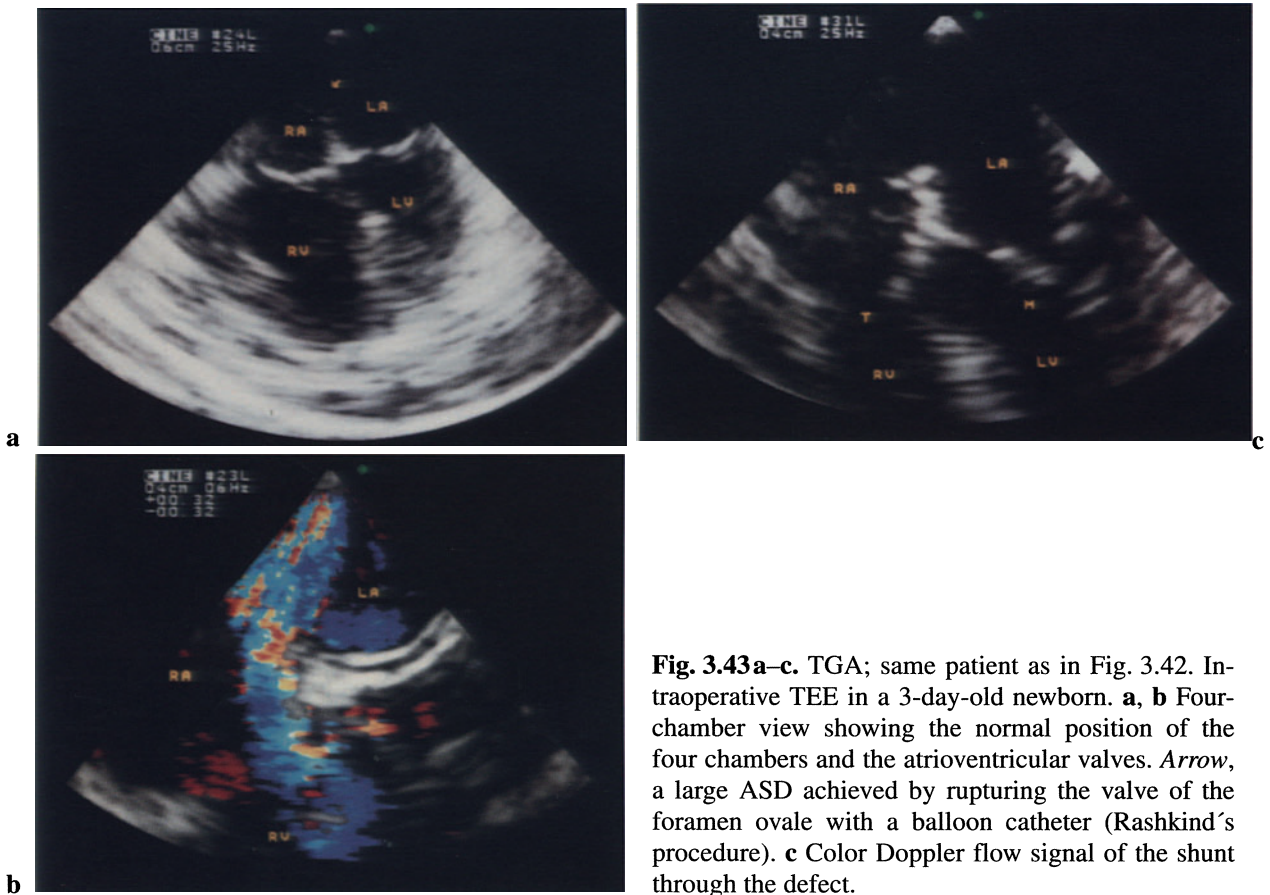 CINE #24L
06cm 25Hz
LA
RA
LV
RV
a
CINE #31L
04cm 25Hz
LA
RA
M
T
LV
RV
c
CINE #23L
04cm 06Hz
+00 32
-00 32
LA
RA
RV
b
Fig. 3.43a–c. TGA; same patient as in Fig. 3.42. In-
traoperative TEE in a 3-day-old newborn. a, b Four-
chamber view showing the normal position of the
four chambers and the atrioventricular valves. Arrow,
a large ASD achieved by rupturing the valve of the
foramen ovale with a balloon catheter (Rashkind´s
procedure). c Color Doppler flow signal of the shunt
through the defect.